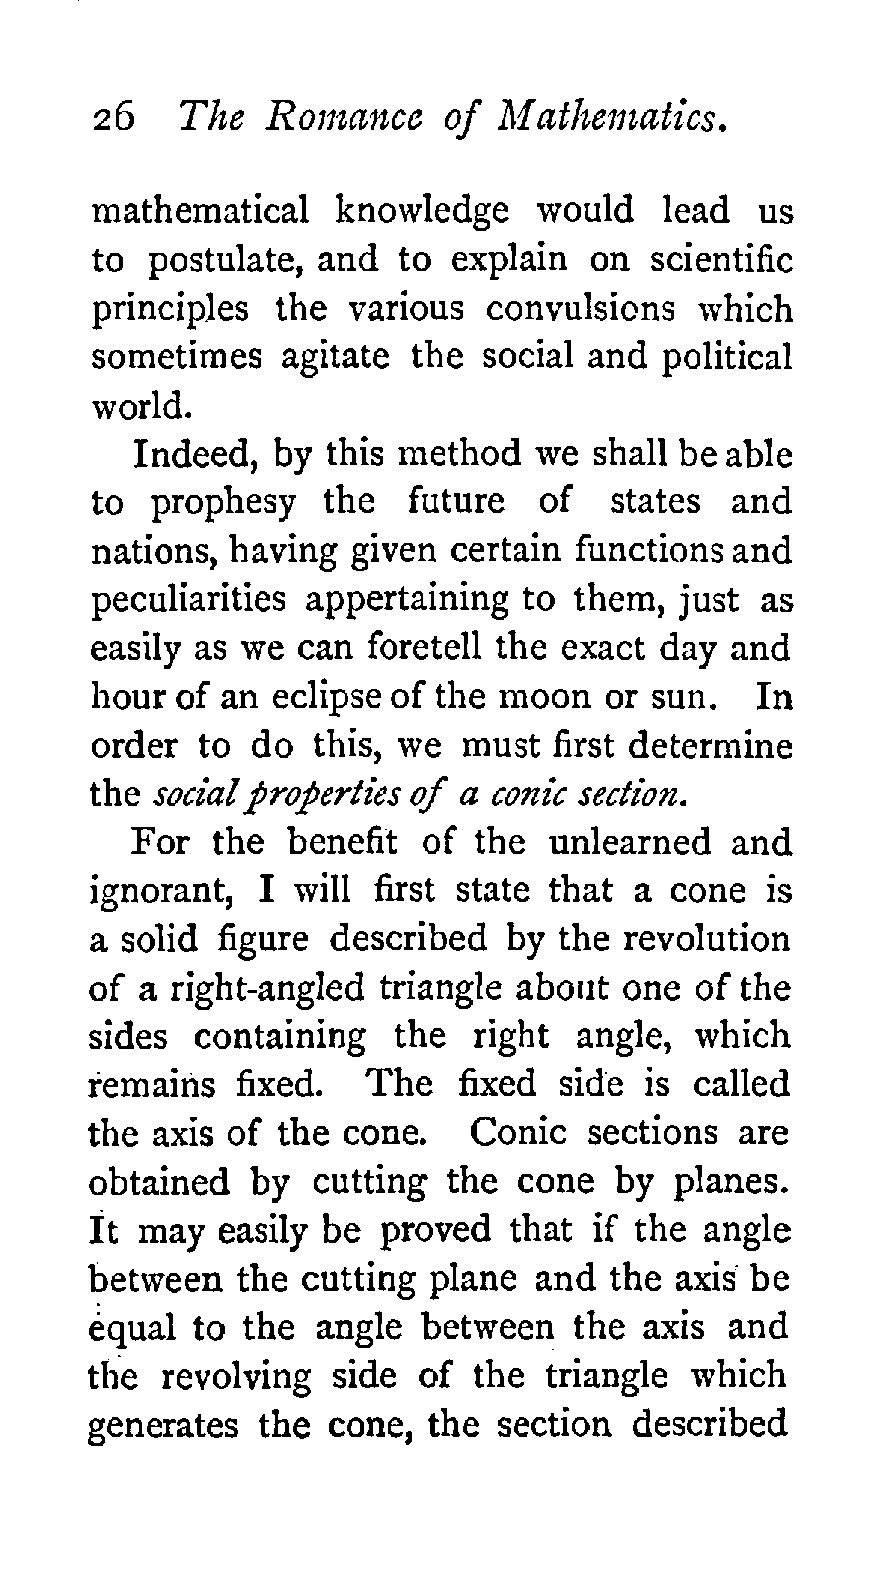 26 The Romance of Mathematics.
mathematical knowledge would lead us
to postulate, and to explain on scientific
principles the various convulsions which
sometimes agitate the social and political
world.
Indeed, by this method we shall be able
to prophesy the future of states and
nations, having given certain functions and
peculiarities appertaining to them, just as
easily as we can foretell the exact day and
hour of an eclipse of the moon or sun. In
order to do this, we must first determine
the social properties of a conic section.
For the benefit of the unlearned and
ignorant, I will first state that a cone is
a solid figure described by the revolution
of a right-angled triangle about one of the
sides containing the right angle, which
remains fixed. The fixed side is called
the axis of the cone. Conic sections are
obtained by cutting the cone by planes.
It may easily be proved that if the angle
between the cutting plane and the axis be
equal to the angle between the axis and
the revolving side of the triangle which
generates the cone, the section described